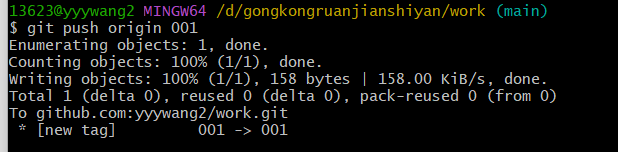 13623@yyywang2 MINGW64 /d/gongkongruanjianshiyan/work (main)
$ git push origin 001
Enumerating objects: 1, done.
Counting objects: 100% (1/1), done.
Writing objects: 100% (1/1), 158 bytes | 158.00 KiB/s, done.
Total 1 (delta 0), reused 0 (delta 0), pack-reused 0 (from 0)
To github.com:yyywang2/work.git
 * [new tag]         001 -> 001